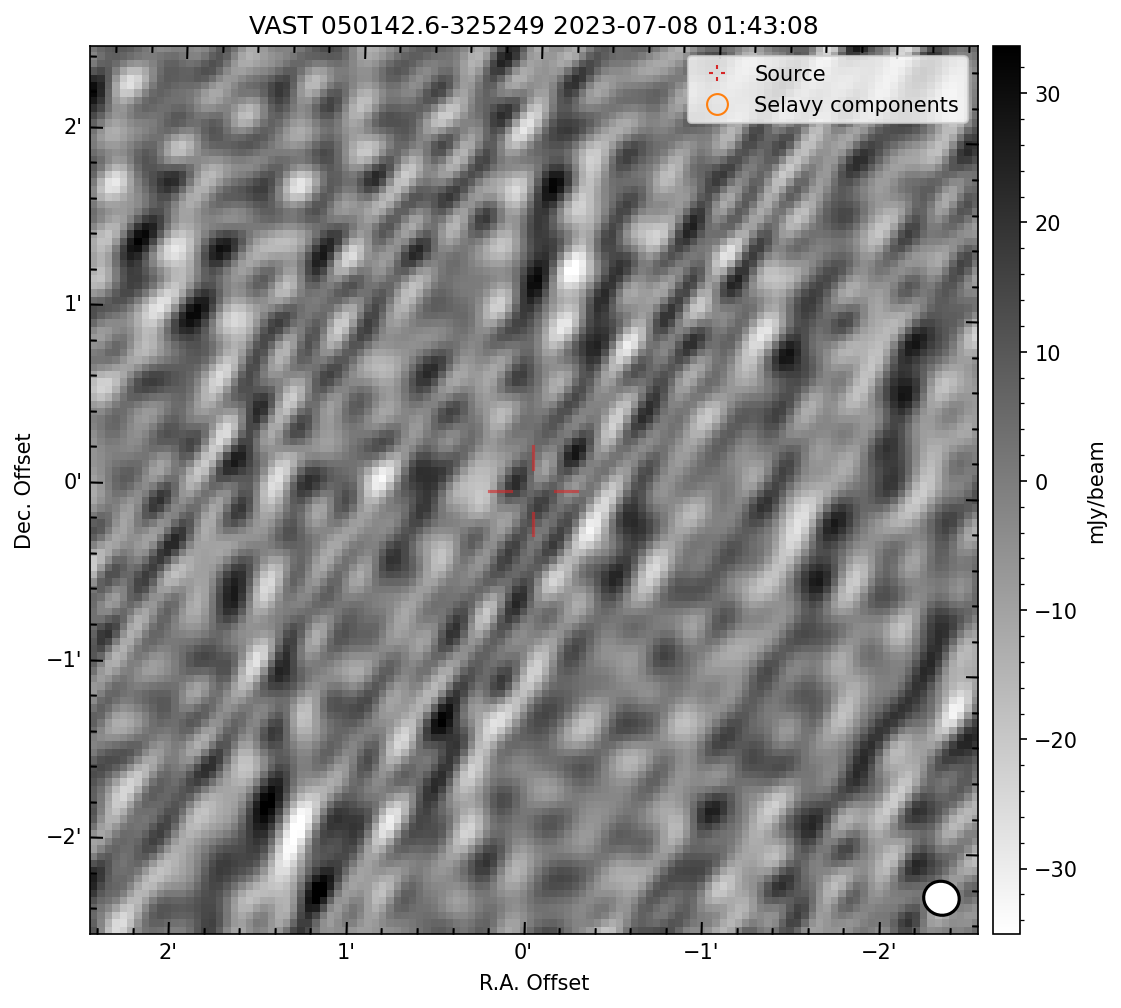 VAST 050142.6-325249 2023-07-08 01:43:08
Source
Selavy components
2'
1'
0'
−1'
−2'
Dec. Offset
2'
1'
0'
−1'
−2'
R.A. Offset
30
20
10
0
−10
−20
−30
mJy/beam